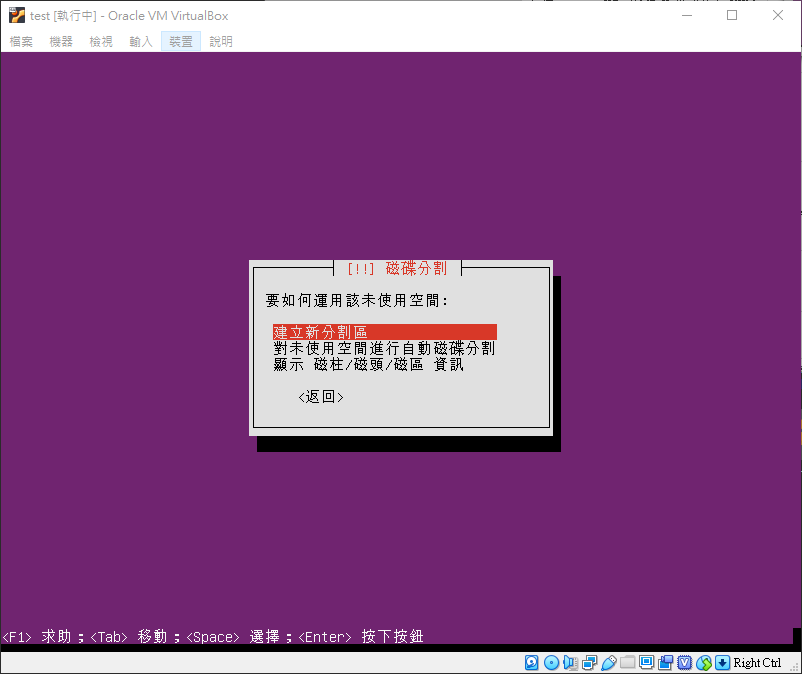 test [執行中] - Oracle VM VirtualBox
檔案 機器 檢視 輸入 裝置 說明
[!!] 磁碟分割
要如何運用該未使用空間:
建立新分割區
對未使用空間進行自動磁碟分割
顯示 磁柱/磁頭/磁區 資訊
<返回>
<F1> 求助；<Tab> 移動；<Space> 選擇；<Enter> 按下按鈕
Right Ctrl